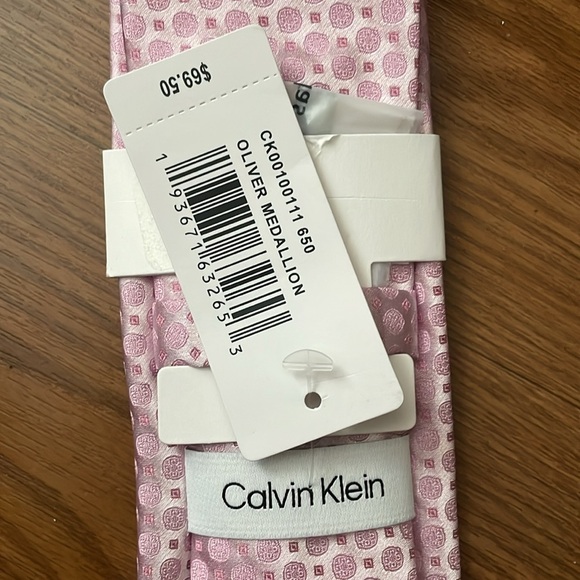 $69.50
CK00100111 650
OLIVER MEDALLION
1 93671 63265 3
Calvin Klein